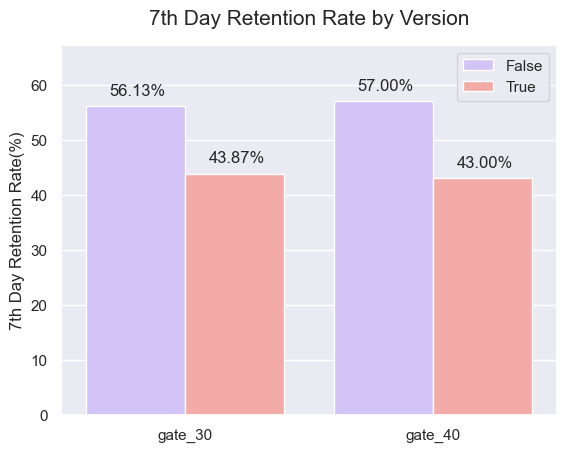 7th Day Retention Rate by Version
7th Day Retention Rate(%)
60
50
40
30
20
10
0
56.13%
43.87%
57.00%
43.00%
False
True
gate_30
gate_40